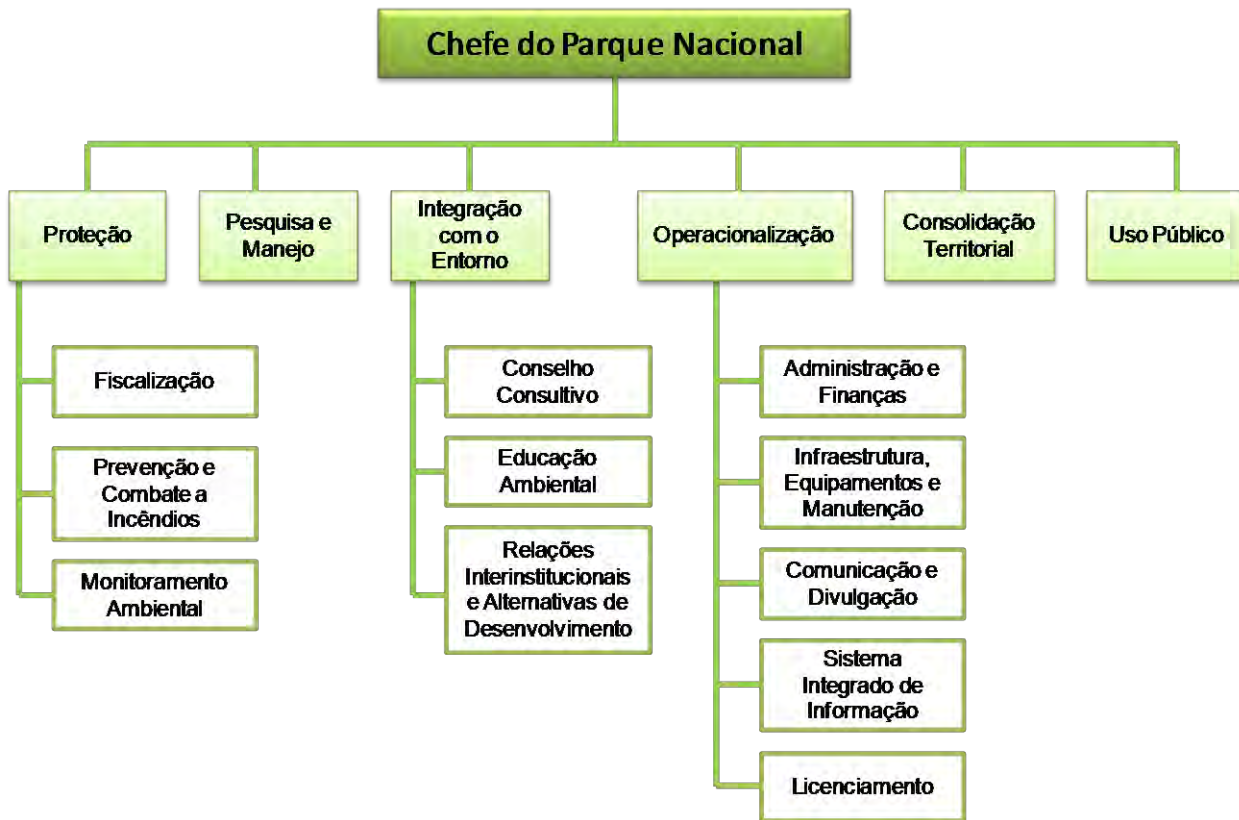 Chefe do Parque Nacional
Proteção
Pesquisa e
Manejo
Integração
com o
Entorno
Operacionalização
Consolidação
Territorial
Uso Público
Fiscalização
Prevenção e
Combate a
Incêndios
Monitoramento
Ambiental
Conselho
Consultivo
Educação
Ambiental
Relações
Interinstitucionais
e Alternativas de
Desenvolvimento
Administração e
Finanças
Infraestrutura,
Equipamentos e
Manutenção
Comunicação e
Divulgação
Sistema
Integrado de
Informação
Licenciamento